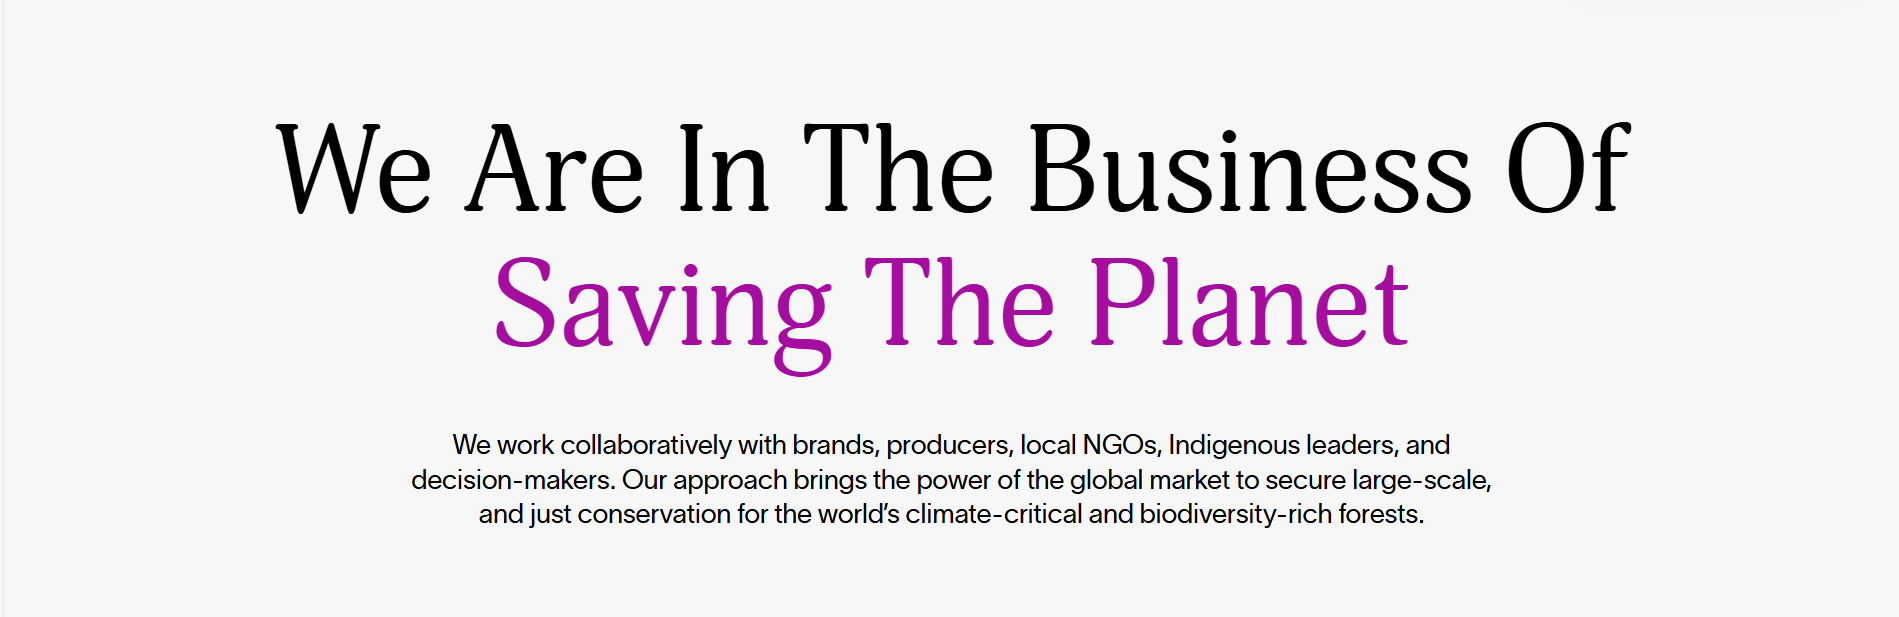 We Are In The Business Of
Saving The Planet
We work collaboratively with brands, producers, local NGOs, Indigenous leaders, and
decision-makers. Our approach brings the power of the global market to secure large-scale,
and just conservation for the world’s climate-critical and biodiversity-rich forests.